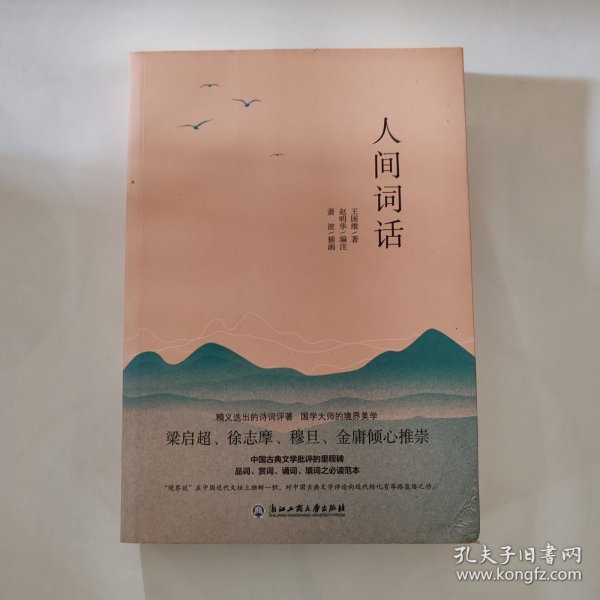 人间词话
王国维/著
赵明华/编注
萧波/插画
精义迭出的诗词评著 国学大师的境界美学
梁启超、徐志摩、穆旦、金庸倾心推崇
中国古典文学批评的里程碑
品词、赏词、诵词、填词之必读范本
“境界说”在中国近代文坛上独树一帜，对中国古典文学评论向近代转化有筚路蓝缕之功。
浙江工商大学出版社
ZHEJIANG GONGSHANG UNIVERSITY PRESS
孔夫子旧书网
www.kongfz.com